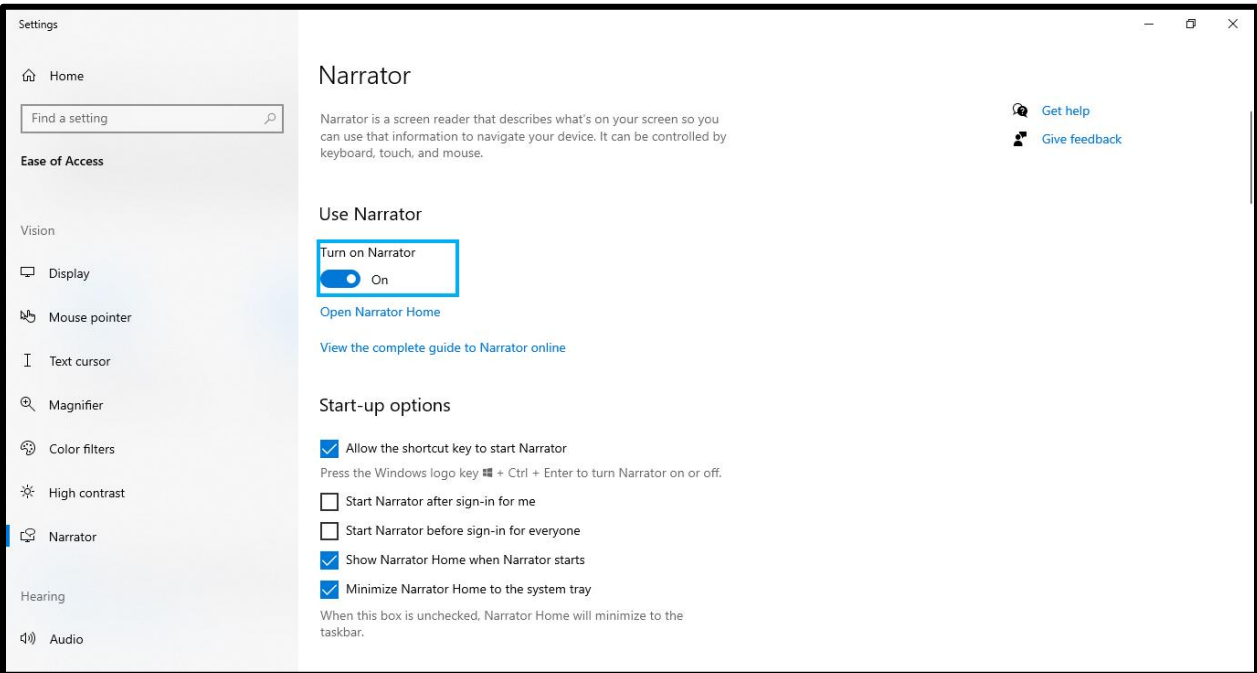 Settings
Home
Find a setting
Ease of Access
Vision
Display
Mouse pointer
Text cursor
Magnifier
Color filters
High contrast
Narrator
Hearing
Audio
Narrator
Narrator is a screen reader that describes what's on your screen so you
can use that information to navigate your device. It can be controlled by
keyboard, touch, and mouse.
Use Narrator
Turn on Narrator
On
Open Narrator Home
View the complete guide to Narrator online
Start-up options
Allow the shortcut key to start Narrator
Press the Windows logo key + Ctrl + Enter to turn Narrator on or off.
Start Narrator after sign-in for me
Start Narrator before sign-in for everyone
Show Narrator Home when Narrator starts
Minimize Narrator Home to the system tray
When this box is unchecked, Narrator Home will minimize to the
taskbar.
Get help
Give feedback